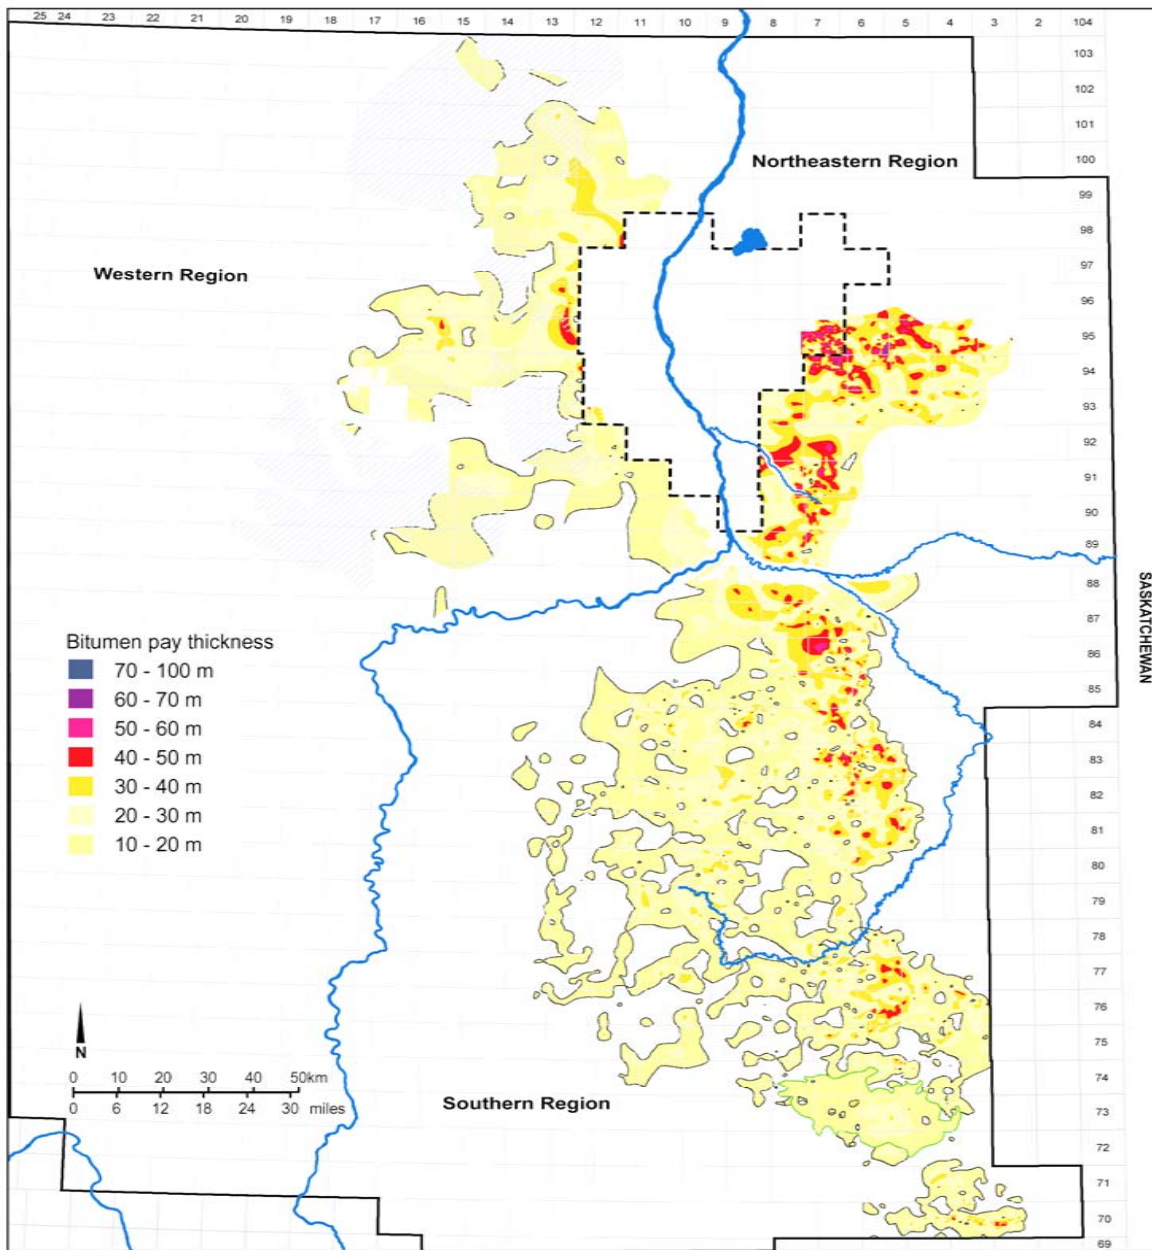 25 24 23 22 21 20 19 18 17 16 15 14 13 12 11 10 9 8 7 6 5 4 3 2 104
103
102
101
Northeastern Region 100
99
98
97
Western Region
96
95
94
93
92
91
90
89
88
SASKATCHEWAN
87
Bitumen pay thickness
86
70 - 100 m
85
60 - 70 m
84
50 - 60 m
83
40 - 50 m
82
30 - 40 m
81
20 - 30 m
10 - 20 m
80
79
78
77
76
75
N
74
0 10 20 30 40 50km
0 6 12 18 24 30 miles
Southern Region
73
72
71
70
69